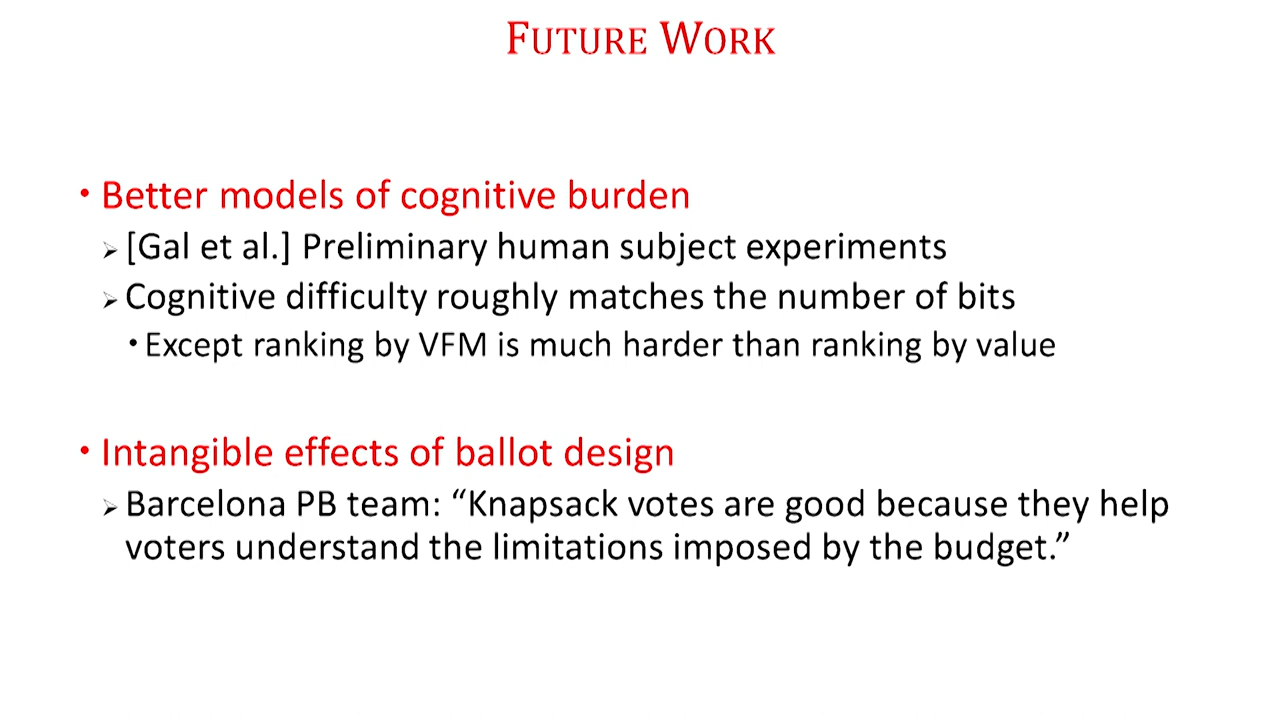 FUTURE WORK
• Better models of cognitive burden
➢ [Gal et al.] Preliminary human subject experiments
➢ Cognitive difficulty roughly matches the number of bits
• Except ranking by VFM is much harder than ranking by value
• Intangible effects of ballot design
➢ Barcelona PB team: “Knapsack votes are good because they help
voters understand the limitations imposed by the budget.”